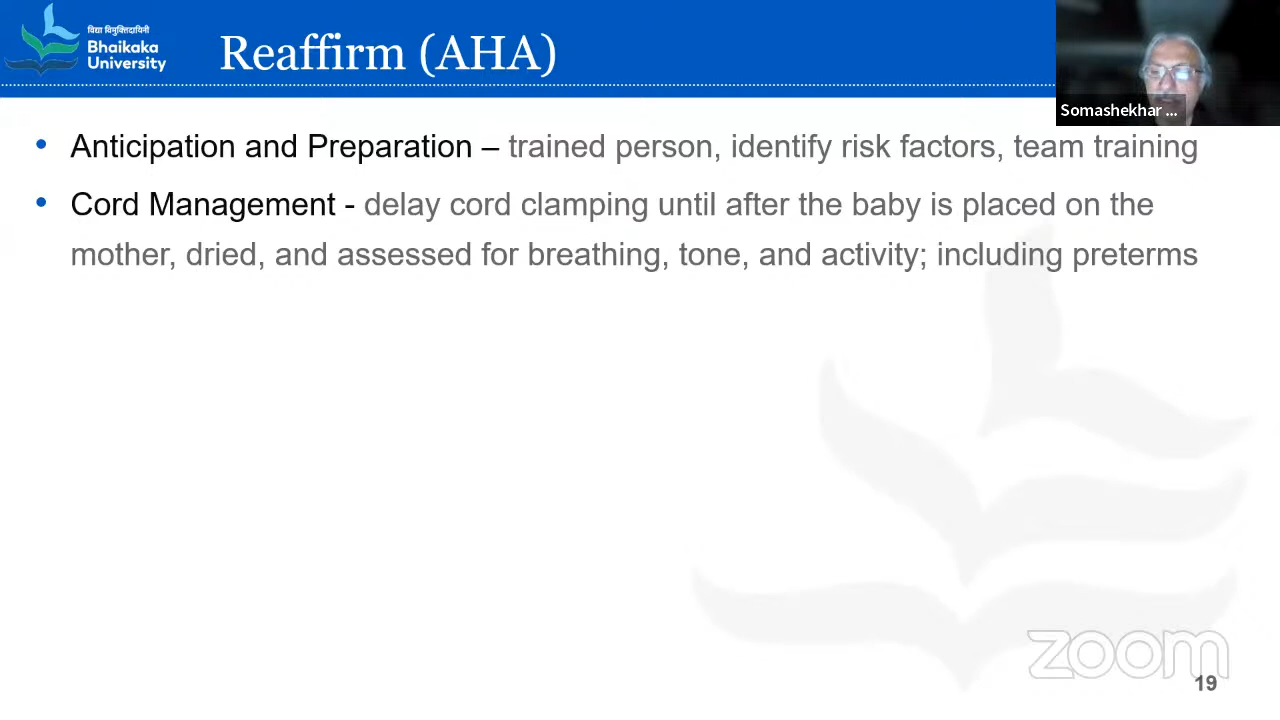 विद्या विमुक्तिदायिनी
Bhaikaka
University
Reaffirm (AHA)
Somashekhar ...
• Anticipation and Preparation – trained person, identify risk factors, team training
• Cord Management - delay cord clamping until after the baby is placed on the
mother, dried, and assessed for breathing, tone, and activity; including preterms
zoom
19